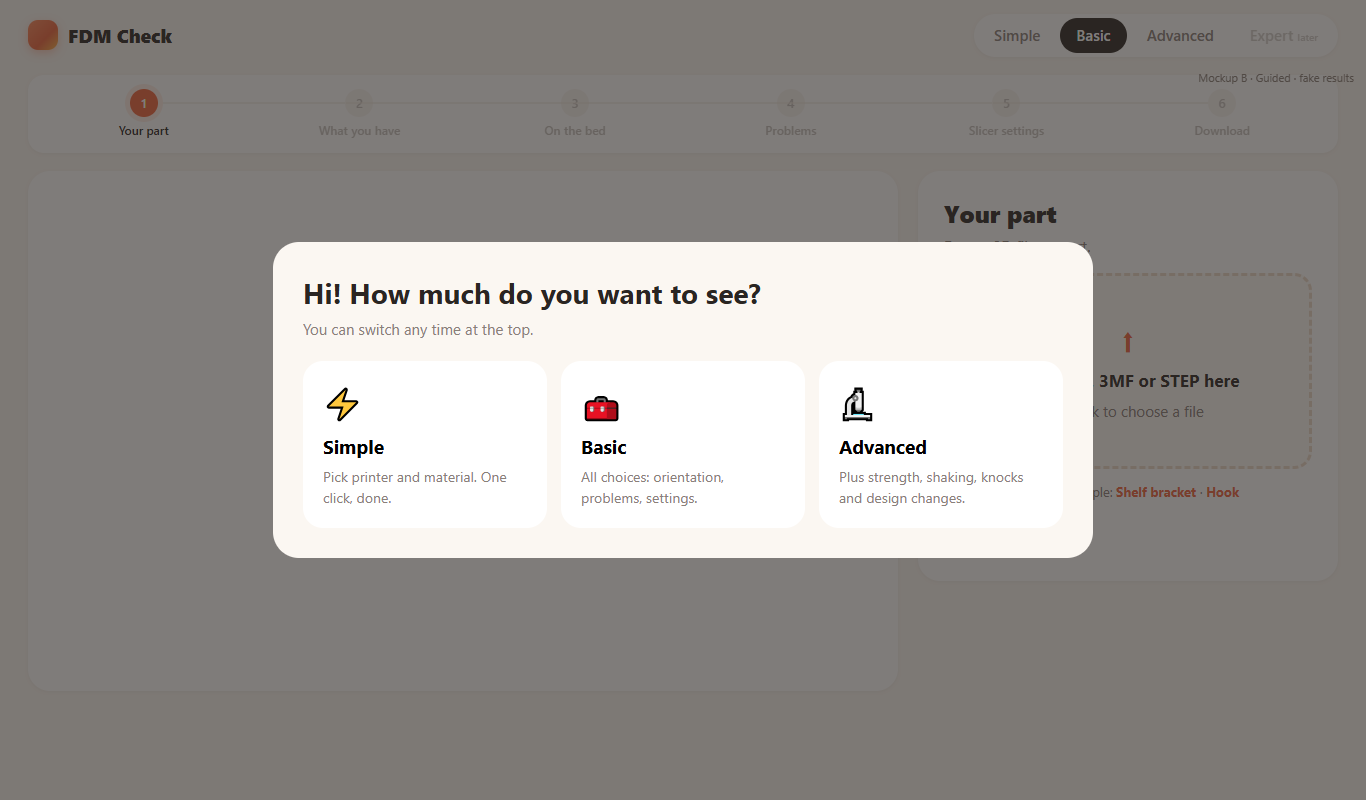 FDM Check
Simple Basic Advanced Expert later
Mockup 8 · Guided · fake results
1 2 3 4 5 6
Your part What you have On the bed Problems Slicer settings Download
Your part
Hi! How much do you want to see?
You can switch any time at the top.
3MF or STEP here
to choose a file
Shelf bracket · Hook
Simple
Pick printer and material. One
click, done.
Basic
All choices: orientation,
problems, settings.
Advanced
Plus strength, shaking, knocks
and design changes.